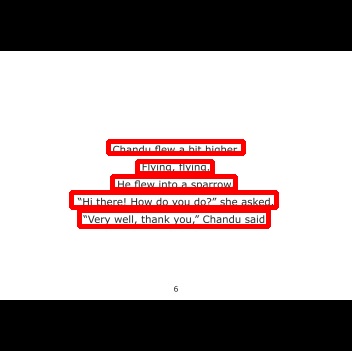 Chandu flew a bit higher.
Flying, flying.
He flew into a sparrow.
“Hi there! How do you do?” she asked.
“Very well, thank you,” Chandu said
6